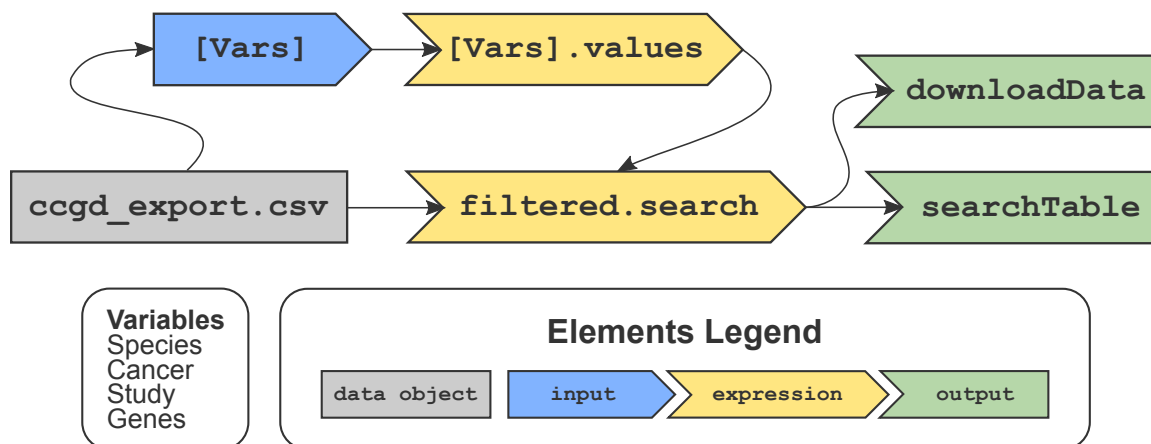 [Vars]
[Vars].values
downloadData
ccgd_export.csv
filtered.search
searchTable
Variables
Species
Cancer
Study
Genes
Elements Legend
data object
input
expression
output